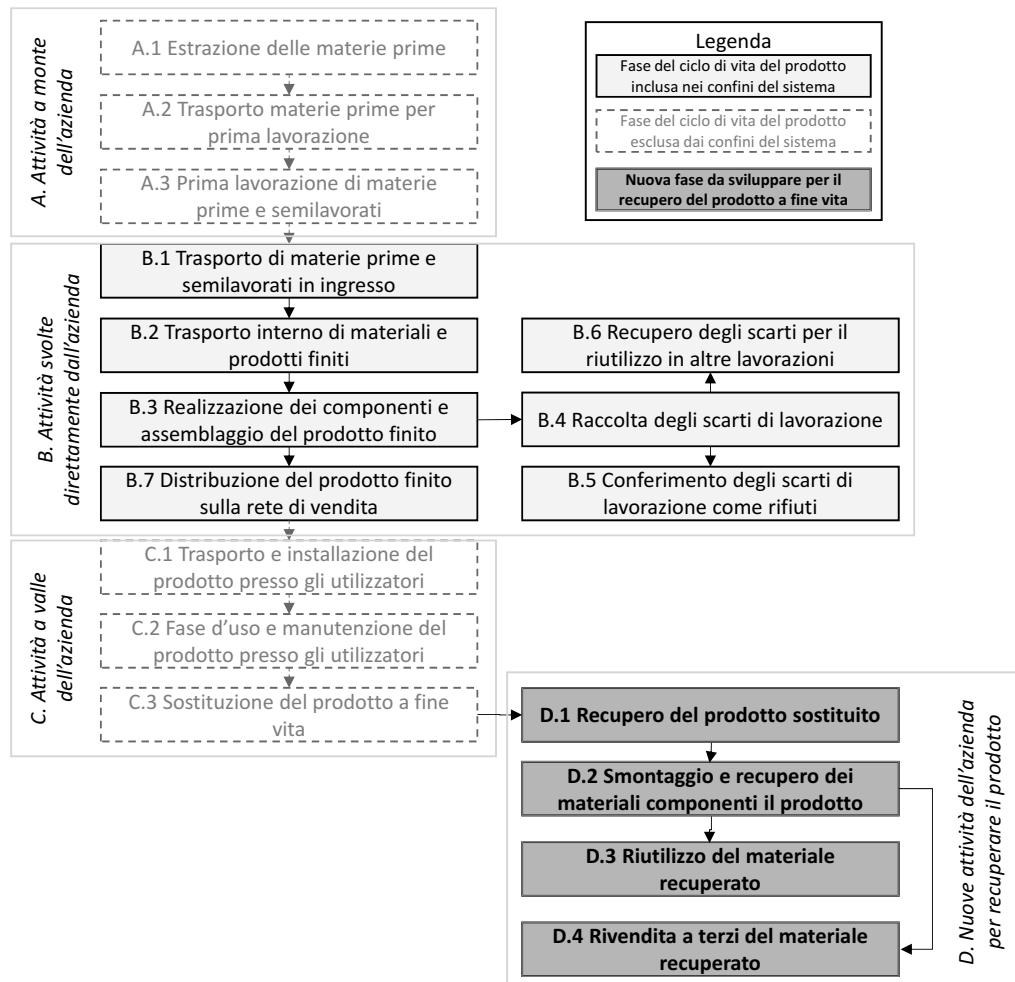 A. Attività a monte
dell'azienda
A.1 Estrazione delle materie prime
A.2 Trasporto materie prime per
prima lavorazione
A.3 Prima lavorazione di materie
prime e semilavorati
Legenda
Fase del ciclo di vita del prodotto
inclusa nei confini del sistema
Fase del ciclo di vita del prodotto
esclusa dai confini del sistema
Nuova fase da sviluppare per il
recupero del prodotto a fine vita
B. Attività svolte
direttamente dall'azienda
B.1 Trasporto di materie prime e
semilavorati in ingresso
B.2 Trasporto interno di materiali e
prodotti finiti
B.3 Realizzazione dei componenti e
assemblaggio del prodotto finito
B.7 Distribuzione del prodotto finito
sulla rete di vendita
B.6 Recupero degli scarti per il
riutilizzo in altre lavorazioni
B.4 Raccolta degli scarti di lavorazione
B.5 Conferimento degli scarti di
lavorazione come rifiuti
C. Attività a valle
dell'azienda
C.1 Trasporto e installazione del
prodotto presso gli utilizzatori
C.2 Fase d'uso e manutenzione del
prodotto presso gli utilizzatori
C.3 Sostituzione del prodotto a fine
vita
D.1 Recupero del prodotto sostituito
D.2 Smontaggio e recupero dei
materiali componenti il prodotto
D.3 Riutilizzo del materiale
recuperato
D.4 Rivendita a terzi del materiale
recuperato
D. Nuove attività dell'azienda
per recuperare il prodotto